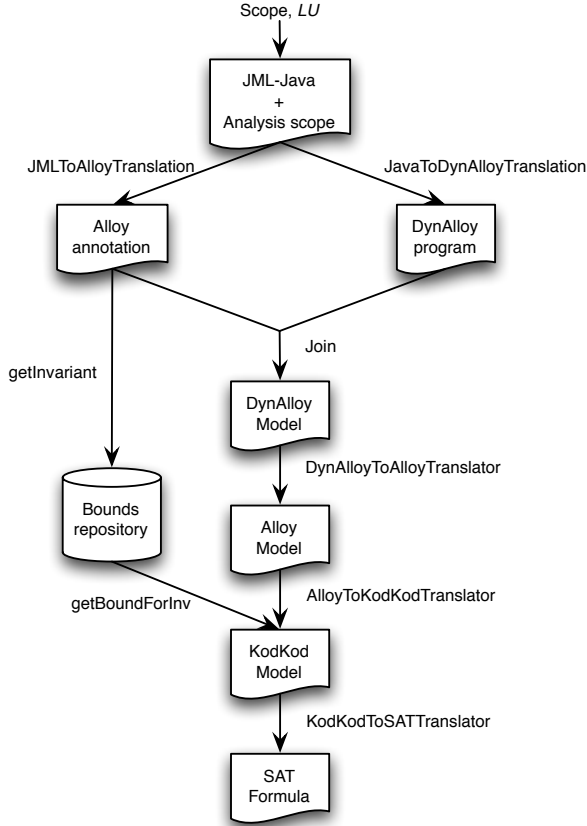 Scope, LU
JML-Java
+
Analysis scope
JMLToAlloyTranslation
JavaToDynAlloyTranslation
Alloy
annotation
DynAlloy
program
Join
getInvariant
DynAlloy
Model
DynAlloyToAlloyTranslator
Bounds
repository
Alloy
Model
getBoundForInv
AlloyToKodKodTranslator
KodKod
Model
KodKodToSATTranslator
SAT
Formula